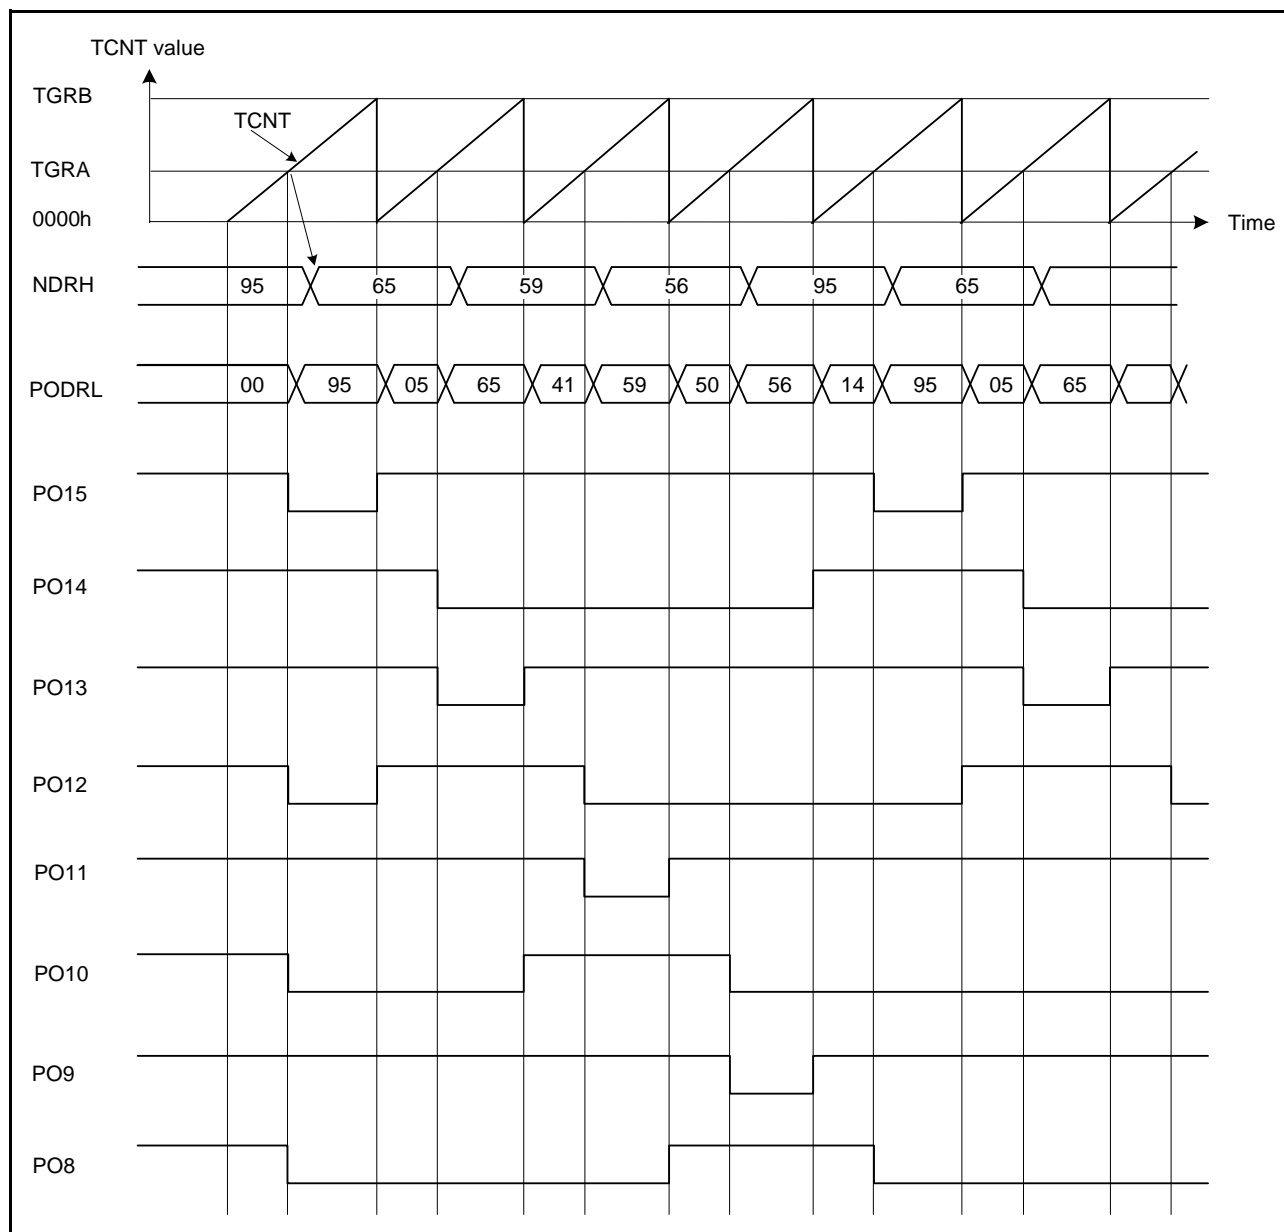 TCNT value
TGRB
TCNT
TGRA
0000h
Time
NDRH
95 65 59 56 95 65
PODRL
00 95 05 65 41 59 50 56 14 95 05 65
PO15
PO14
PO13
PO12
PO11
PO10
PO9
PO8